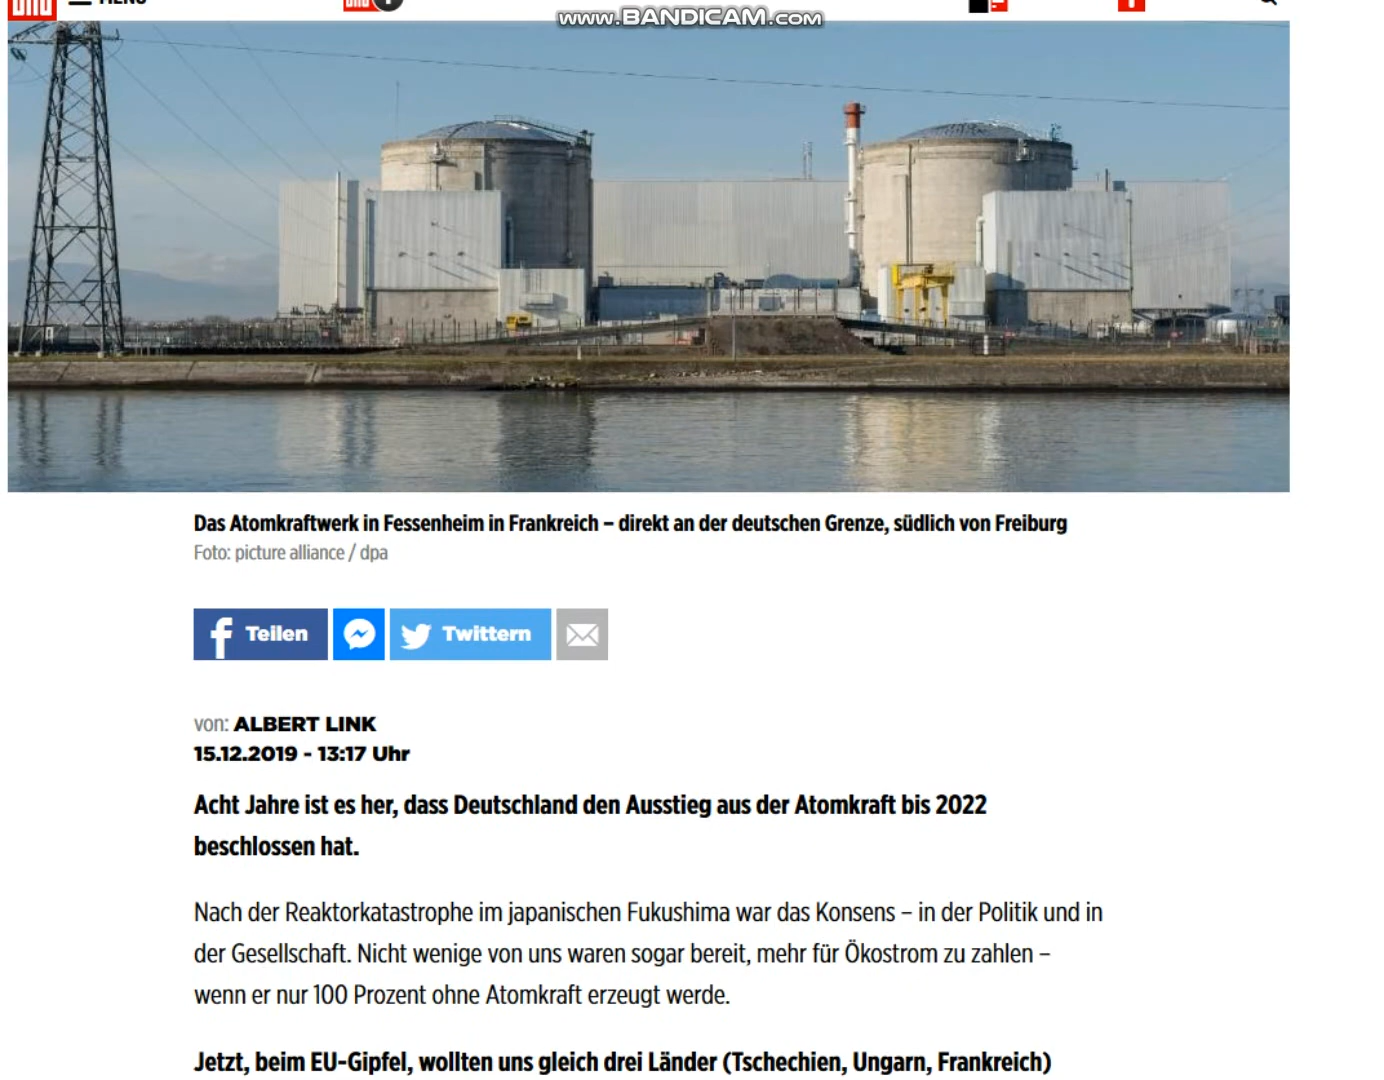 www.BANDICAM.com
Das Atomkraftwerk in Fessenheim in Frankreich – direkt an der deutschen Grenze, südlich von Freiburg
Foto: picture alliance / dpa
Teilen
Twittern
von: ALBERT LINK
15.12.2019 - 13:17 Uhr
Acht Jahre ist es her, dass Deutschland den Ausstieg aus der Atomkraft bis 2022
beschlossen hat.
Nach der Reaktorkatastrophe im japanischen Fukushima war das Konsens – in der Politik und in
der Gesellschaft. Nicht wenige von uns waren sogar bereit, mehr für Ökostrom zu zahlen –
wenn er nur 100 Prozent ohne Atomkraft erzeugt werde.
Jetzt, beim EU-Gipfel, wollten uns gleich drei Länder (Tschechien, Ungarn, Frankreich)